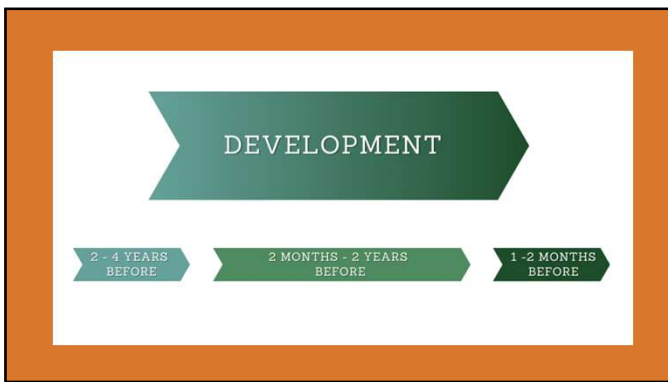 DEVELOPMENT
2 - 4 YEARS
BEFORE
2 MONTHS - 2 YEARS
BEFORE
1 -2 MONTHS
BEFORE